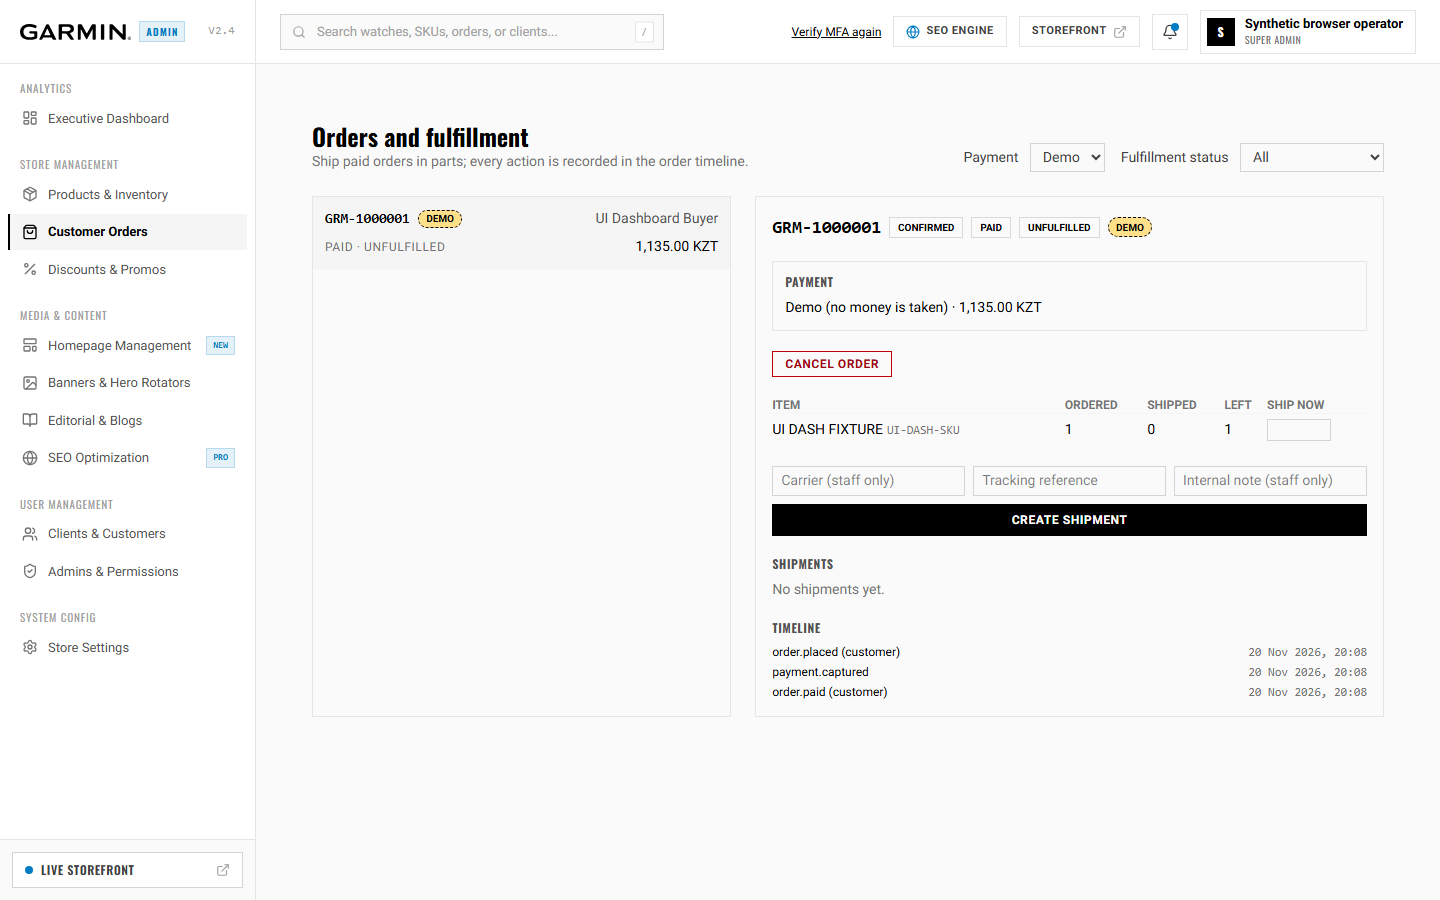 GARMIN. ADMIN V2.4
Search watches, SKUs, orders, or clients... /
Verify MFA again
SEO ENGINE
STOREFRONT
S
Synthetic browser operator
SUPER ADMIN
ANALYTICS
Executive Dashboard
STORE MANAGEMENT
Products & Inventory
Customer Orders
Discounts & Promos
MEDIA & CONTENT
Homepage Management NEW
Banners & Hero Rotators
Editorial & Blogs
SEO Optimization PRO
USER MANAGEMENT
Clients & Customers
Admins & Permissions
SYSTEM CONFIG
Store Settings
LIVE STOREFRONT
Orders and fulfillment
Ship paid orders in parts; every action is recorded in the order timeline.
Payment Demo Fulfillment status All
GRM-1000001 DEMO UI Dashboard Buyer
PAID · UNFULFILLED 1,135.00 KZT
GRM-1000001 CONFIRMED PAID UNFULFILLED DEMO
PAYMENT
Demo (no money is taken) · 1,135.00 KZT
CANCEL ORDER
ITEM ORDERED SHIPPED LEFT SHIP NOW
UI DASH FIXTURE UI-DASH-SKU 1 0 1
Carrier (staff only) Tracking reference Internal note (staff only)
CREATE SHIPMENT
SHIPMENTS
No shipments yet.
TIMELINE
order.placed (customer) 20 Nov 2026, 20:08
payment.captured 20 Nov 2026, 20:08
order.paid (customer) 20 Nov 2026, 20:08